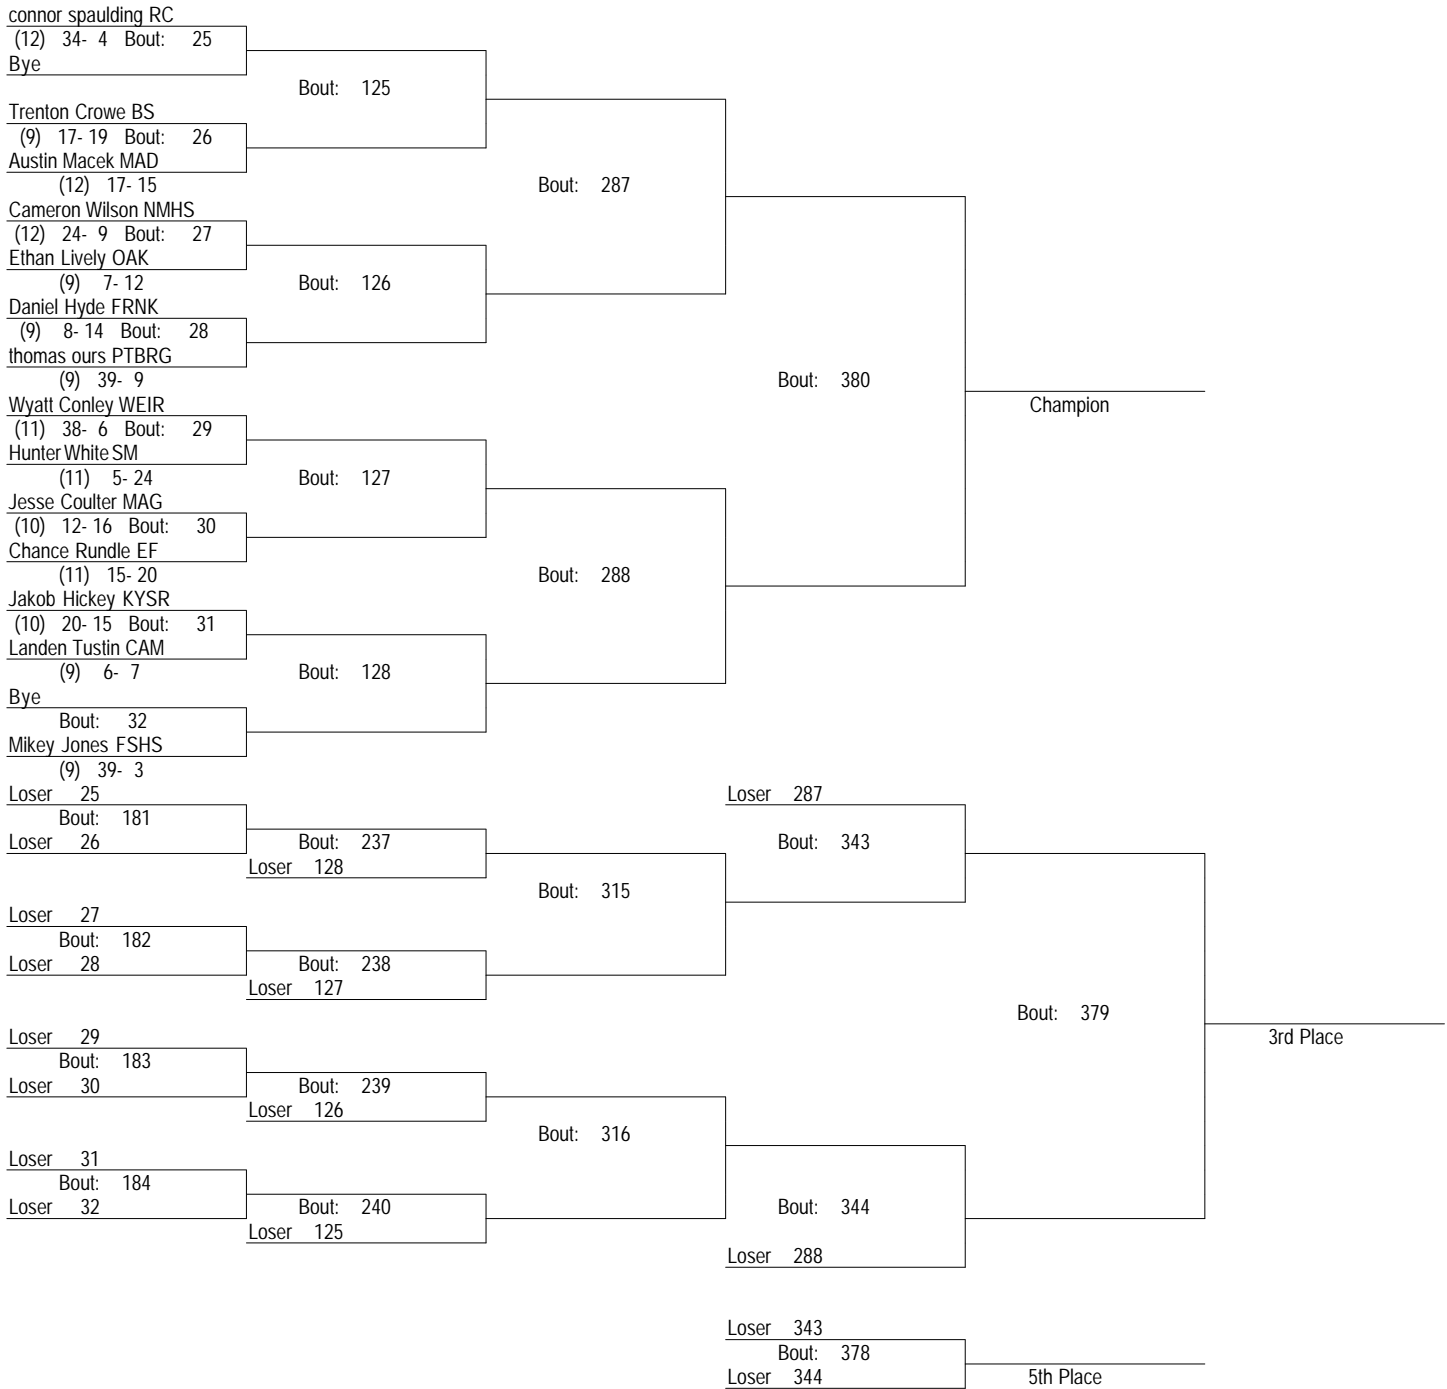 connor spaulding RC
(12) 34- 4 Bout: 25
Bye
Bout: 125
Trenton Crowe BS
(9) 17- 19 Bout: 26
Austin Macek MAD
(12) 17- 15
Bout: 287
Cameron Wilson NMHS
(12) 24- 9 Bout: 27
Ethan Lively OAK
(9) 7- 12
Bout: 126
Daniel Hyde FRNK
(9) 8- 14 Bout: 28
thomas ours PTBRG
(9) 39- 9
Bout: 380
Champion
Wyatt Conley WEIR
(11) 38- 6 Bout: 29
Hunter White SM
(11) 5- 24
Bout: 127
Jesse Coulter MAG
(10) 12- 16 Bout: 30
Chance Rundle EF
(11) 15- 20
Bout: 288
Jakob Hickey KYSR
(10) 20- 15 Bout: 31
Landen Tustin CAM
(9) 6- 7
Bout: 128
Bye
Bout: 32
Mikey Jones FSHS
(9) 39- 3
Loser 25
Bout: 181
Loser 26
Bout: 237
Loser 128
Loser 287
Bout: 343
Bout: 315
Loser 27
Bout: 182
Loser 28
Bout: 238
Loser 127
Bout: 379
3rd Place
Loser 29
Bout: 183
Loser 30
Bout: 239
Loser 126
Bout: 316
Loser 31
Bout: 184
Loser 32
Bout: 240
Loser 125
Bout: 344
Loser 288
Loser 343
Bout: 378
Loser 344
5th Place